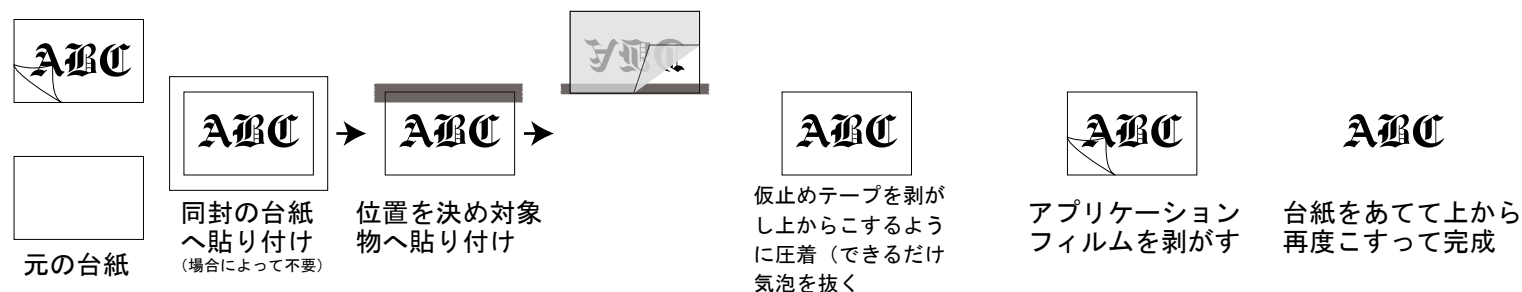 ABC
元の台紙
ABC
同封の台紙
へ貼り付け
（場合によって不要）
ABC
位置を決め対象
物へ貼り付け
ABC
ABC
仮止めテープを剥が
し上からこするよう
に圧着（できるだけ
気泡を抜く
ABC
アプリケーション
フィルムを剥がす
ABC
台紙をあてて上から
再度こすって完成